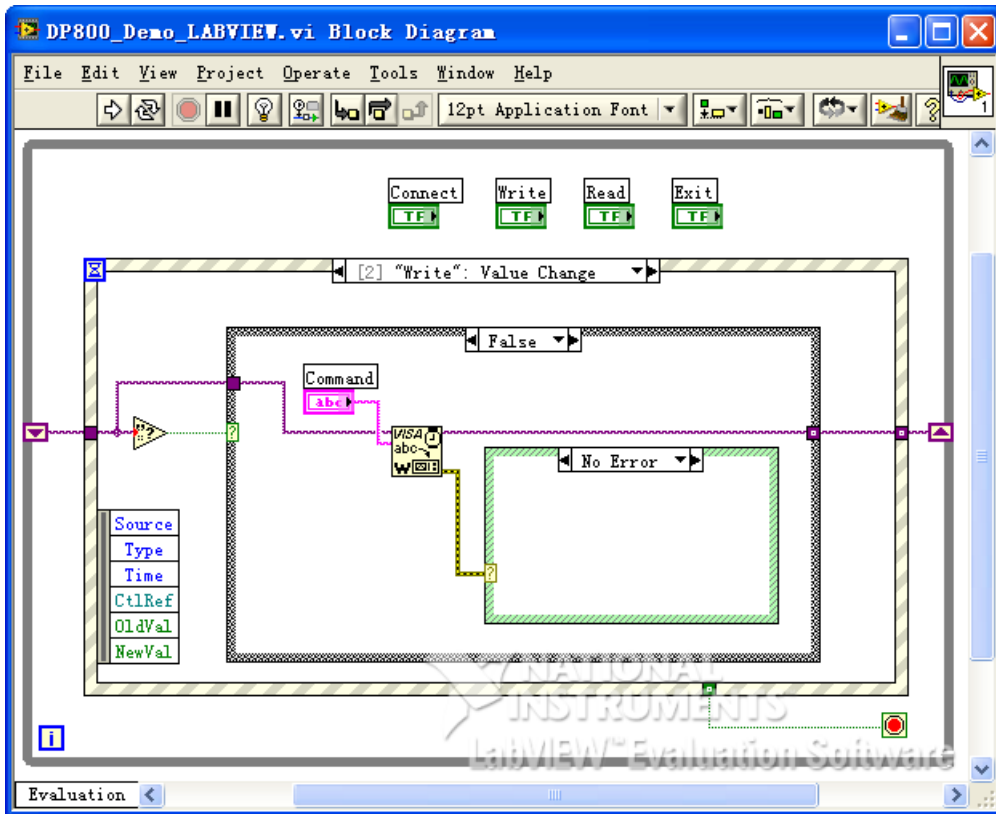 DP800_Demo_LABVIEW.vi Block Diagram
File Edit View Project Operate Tools Window Help
12pt Application Font
1
Connect Write Read Exit
TF TF TF TF
[2] "Write": Value Change
False
Command
abc
"?
?
VISA
abc
W
No Error
?
Source
Type
Time
CtlRef
OldVal
NewVal
NATIONAL
INSTRUMENTS
i
LabVIEW™ Evaluation Software
Evaluation